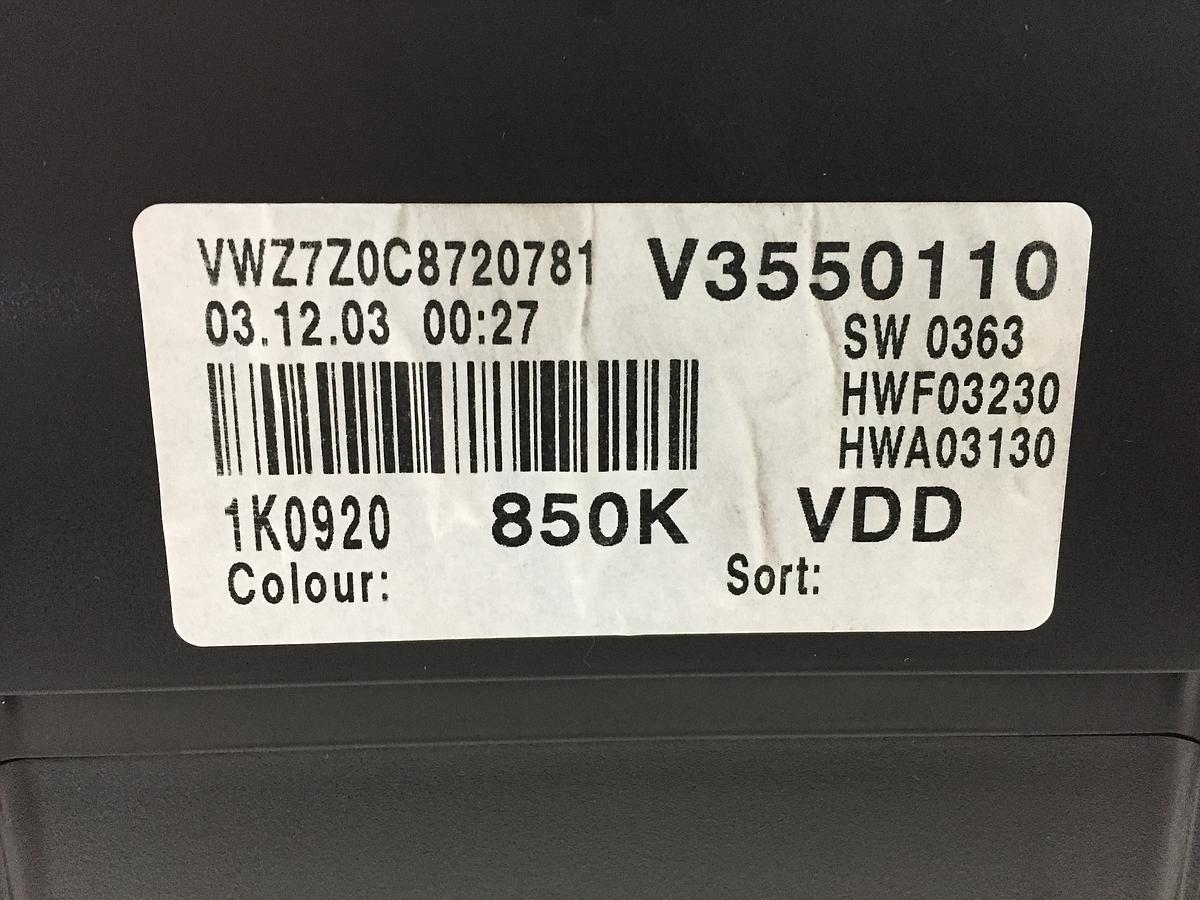 VWZ7Z0C8720781 V3550110
03.12.03 00:27 SW 0363
HWF03230
HWA03130
1K0920 850K VDD
Colour: Sort: